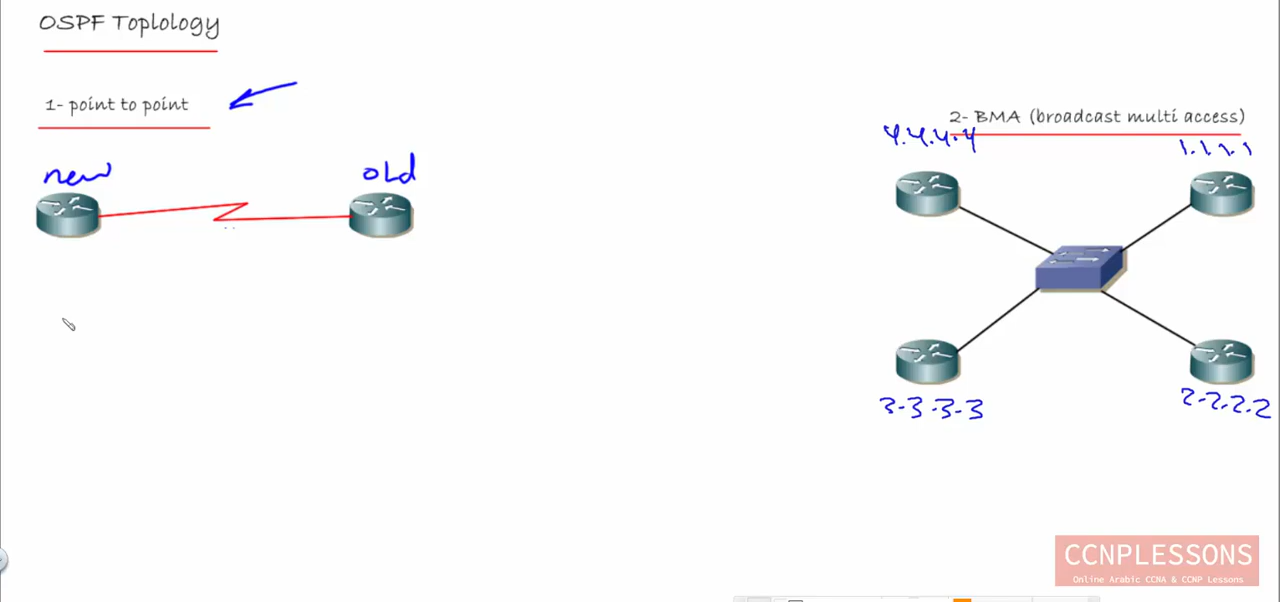 OSPF Toplology
1- point to point
new
old
2- BMA (broadcast multi access)
4.4.4.4
1.1.1.1
3.3.3.3
2.2.2.2
CCNPLESSONS
Online Arabic CCNA & CCNP Lessons